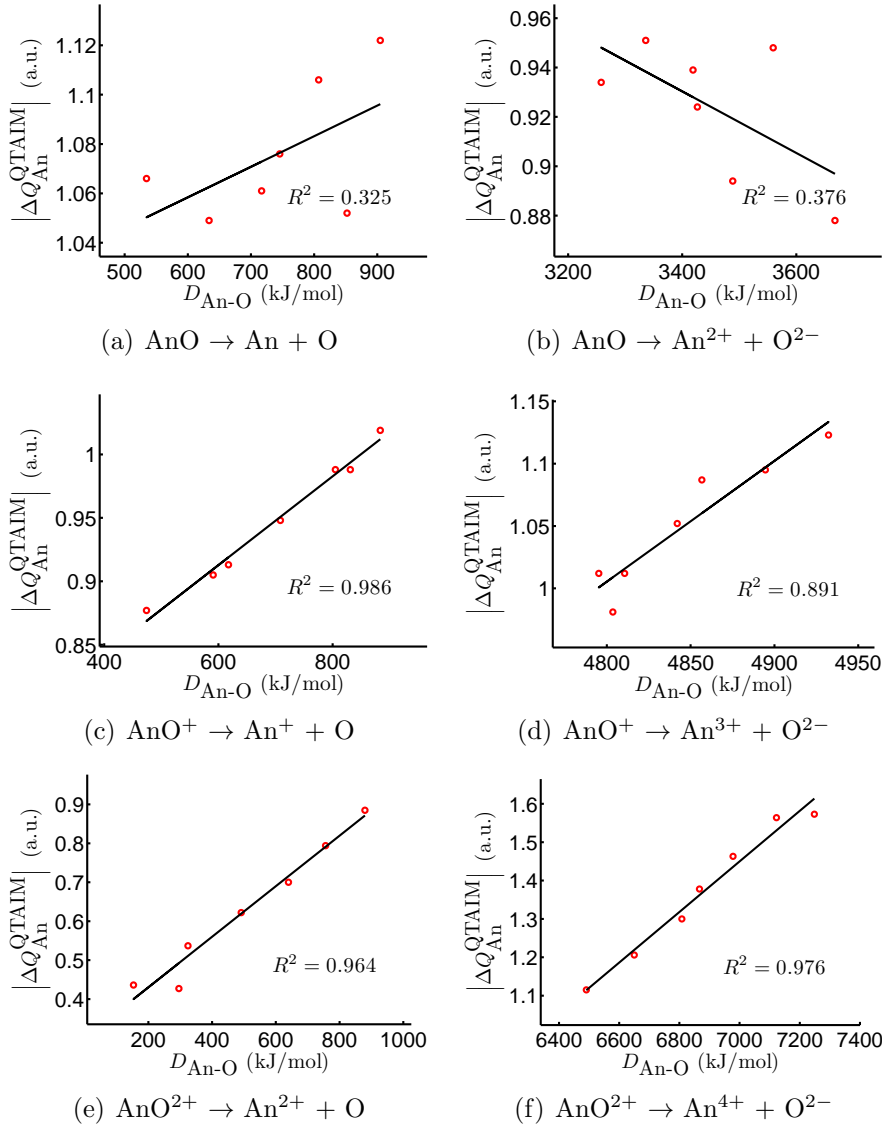 1.12
1.1
1.08
1.06
1.04
|ΔQ_An^QTAIM| (a.u.)
R² = 0.325
500 600 700 800 900
D_An-O (kJ/mol)
(a) AnO → An + O
0.96
0.94
0.92
0.9
0.88
|ΔQ_An^QTAIM| (a.u.)
R² = 0.376
3200 3400 3600
D_An-O (kJ/mol)
(b) AnO → An²⁺ + O²⁻
1
0.95
0.9
0.85
|ΔQ_An^QTAIM| (a.u.)
R² = 0.986
400 600 800
D_An-O (kJ/mol)
(c) AnO⁺ → An⁺ + O
1.15
1.1
1.05
1
|ΔQ_An^QTAIM| (a.u.)
R² = 0.891
4800 4850 4900 4950
D_An-O (kJ/mol)
(d) AnO⁺ → An³⁺ + O²⁻
0.9
0.8
0.7
0.6
0.5
0.4
|ΔQ_An^QTAIM| (a.u.)
R² = 0.964
200 400 600 800 1000
D_An-O (kJ/mol)
(e) AnO²⁺ → An²⁺ + O
1.6
1.5
1.4
1.3
1.2
1.1
|ΔQ_An^QTAIM| (a.u.)
R² = 0.976
6400 6600 6800 7000 7200 7400
D_An-O (kJ/mol)
(f) AnO²⁺ → An⁴⁺ + O²⁻